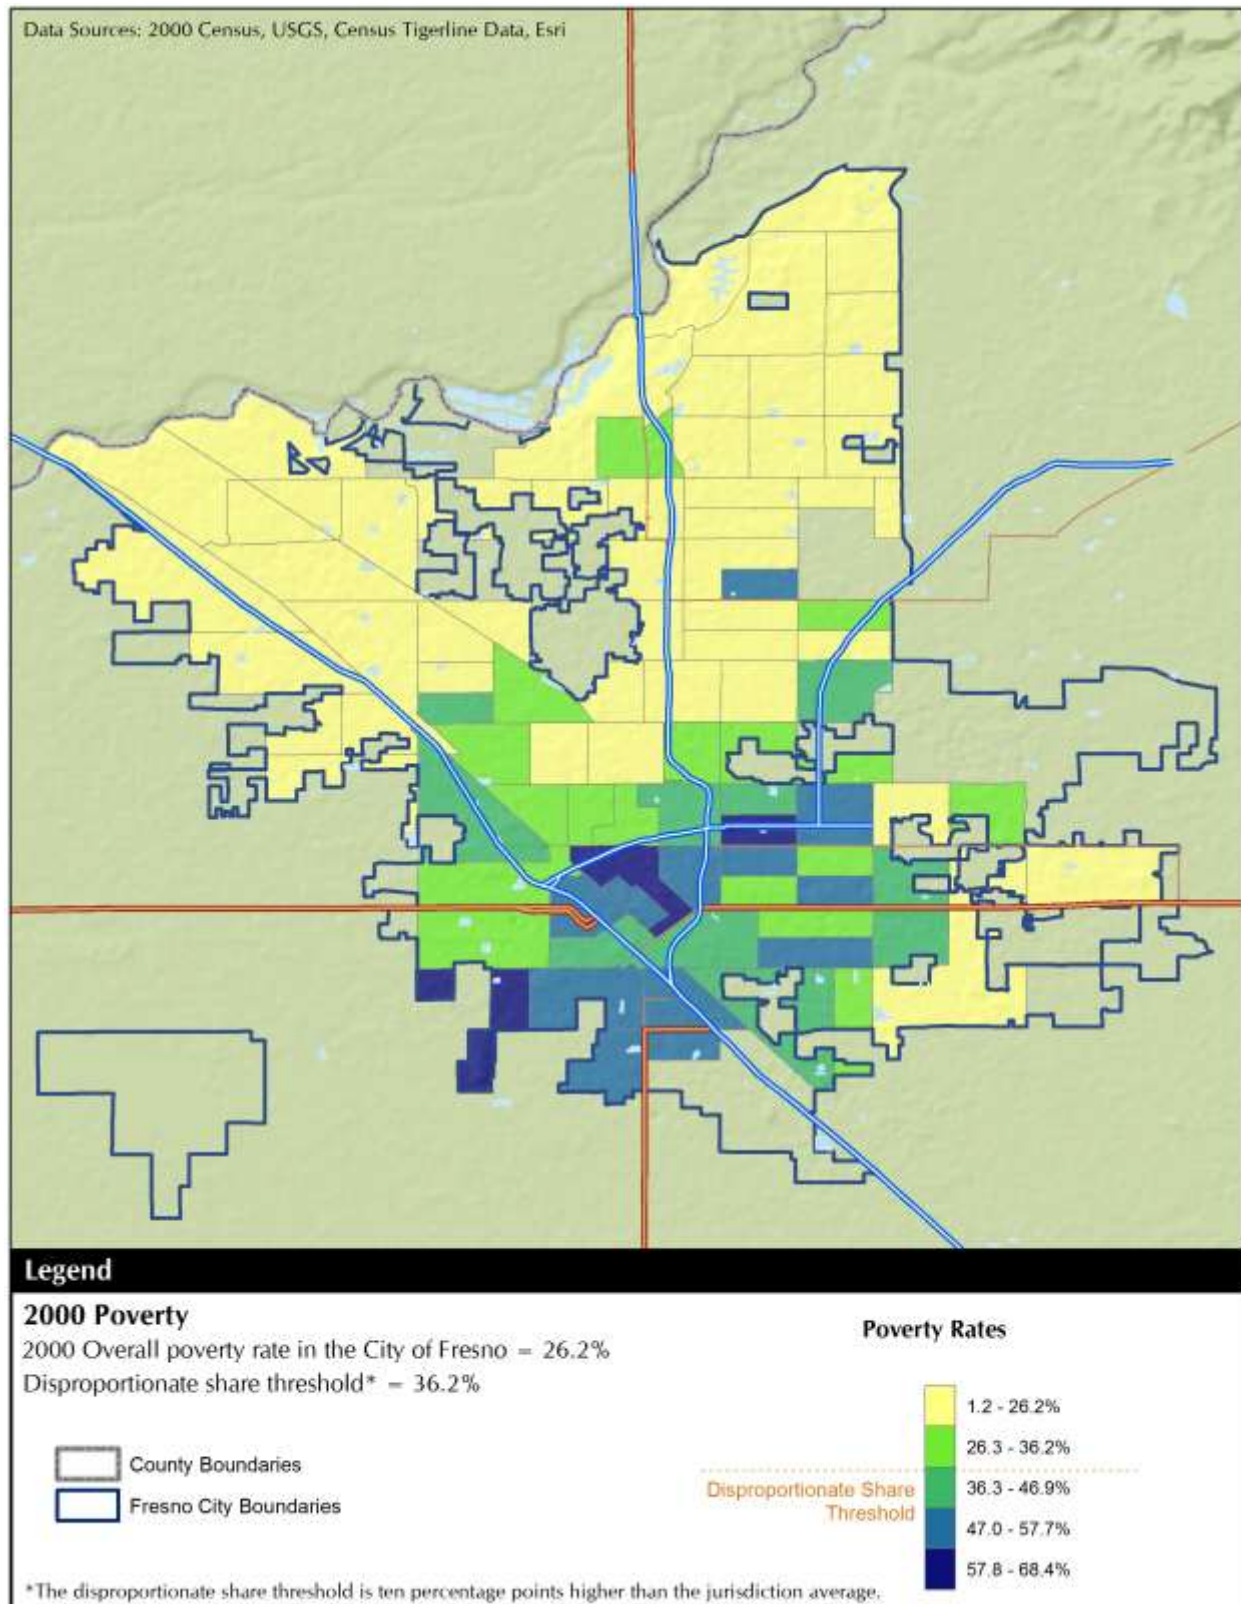 Data Sources: 2000 Census, USGS, Census Tigerline Data, Esri
Legend
2000 Poverty
2000 Overall poverty rate in the City of Fresno = 26.2%
Disproportionate share threshold* = 36.2%
County Boundaries
Fresno City Boundaries
Poverty Rates
1.2 - 26.2%
26.3 - 36.2%
Disproportionate Share
Threshold
36.3 - 46.9%
47.0 - 57.7%
57.8 - 68.4%
*The disproportionate share threshold is ten percentage points higher than the jurisdiction average.